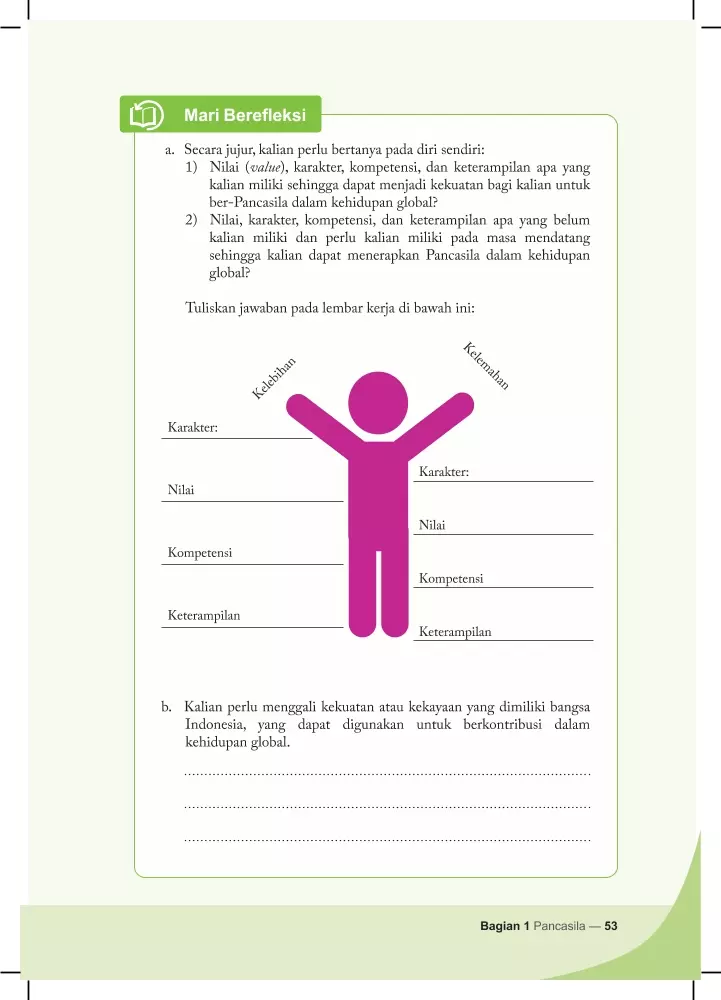 Mari Berefleksi
a. Secara jujur, kalian perlu bertanya pada diri sendiri:
1) Nilai (value), karakter, kompetensi, dan keterampilan apa yang
kalian miliki sehingga dapat menjadi kekuatan bagi kalian untuk
ber-Pancasila dalam kehidupan global?
2) Nilai, karakter, kompetensi, dan keterampilan apa yang belum
kalian miliki dan perlu kalian miliki pada masa mendatang
sehingga kalian dapat menerapkan Pancasila dalam kehidupan
global?
Tuliskan jawaban pada lembar kerja di bawah ini:
Kelebihan
Kelemahan
Karakter:
Nilai
Kompetensi
Keterampilan
Karakter:
Nilai
Kompetensi
Keterampilan
b. Kalian perlu menggali kekuatan atau kekayaan yang dimiliki bangsa
Indonesia, yang dapat digunakan untuk berkontribusi dalam
kehidupan global.
Bagian 1 Pancasila — 53